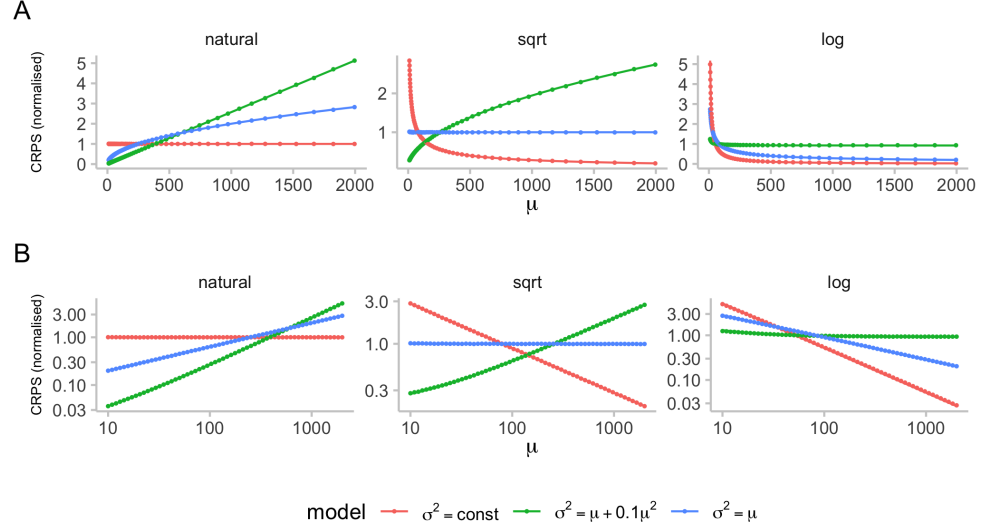 A
natural sqrt log
CRPS (normalised)
5
4
3
2
1
0
2
1
5
4
3
2
1
0
0 500 1000 1500 2000
0 500 1000 1500 2000
0 500 1000 1500 2000
μ
B
natural sqrt log
CRPS (normalised)
3.00
1.00
0.30
0.10
0.03
3.0
1.0
0.3
3.00
1.00
0.30
0.10
0.03
10 100 1000
10 100 1000
10 100 1000
μ
model σ² = const σ² = μ + 0.1μ² σ² = μ